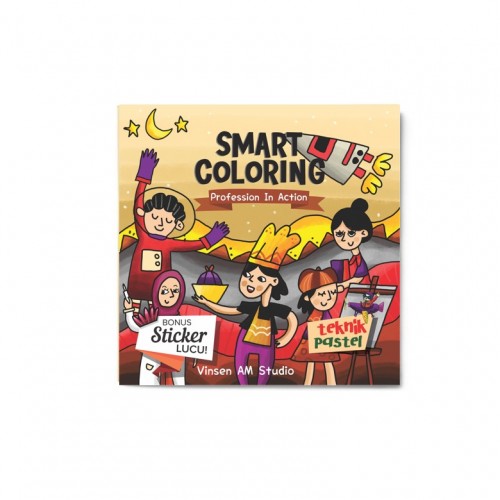 SMART
COLORING
Profession In Action
BONUS
Sticker
LUCU!
teknik
pastel
Vinsen AM Studio